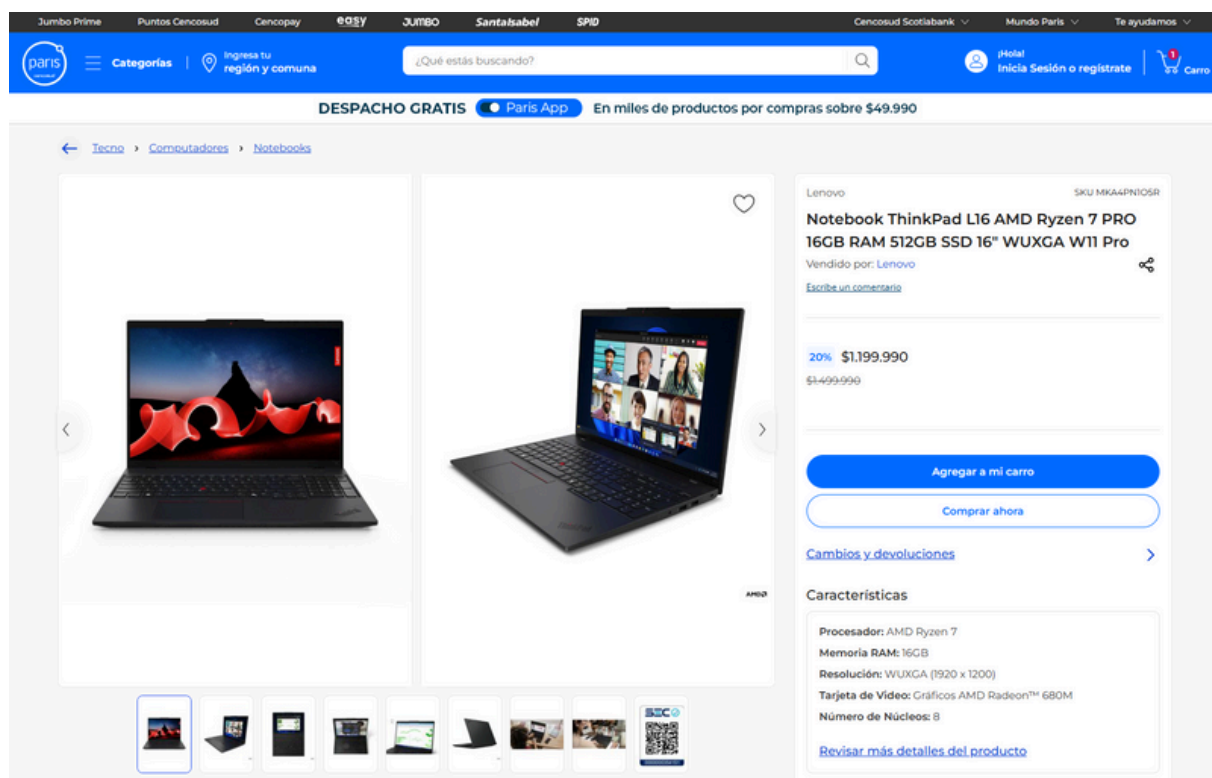 Jumbo Prime Puntos Cencosud Cencopay easy JUMBO SantaIsabel SPID Cencosud Scotiabank Mundo Paris Te ayudamos
paris
cencosud
Categorías
Ingresa tu
región y comuna
¿Qué estás buscando?
¡Hola!
Inicia Sesión o regístrate
1
Carro
DESPACHO GRATIS Paris App En miles de productos por compras sobre $49.990
Tecno › Computadores › Notebooks
Lenovo SKU MKA4PN1O5R
Notebook ThinkPad L16 AMD Ryzen 7 PRO
16GB RAM 512GB SSD 16" WUXGA W11 Pro
Vendido por: Lenovo
Escribe un comentario
20% $1.199.990
$1.499.990
Agregar a mi carro
Comprar ahora
Cambios y devoluciones
AMD
Características
Procesador: AMD Ryzen 7
Memoria RAM: 16GB
Resolución: WUXGA (1920 x 1200)
Tarjeta de Video: Gráficos AMD Radeon™ 680M
Número de Núcleos: 8
Revisar más detalles del producto
SEC